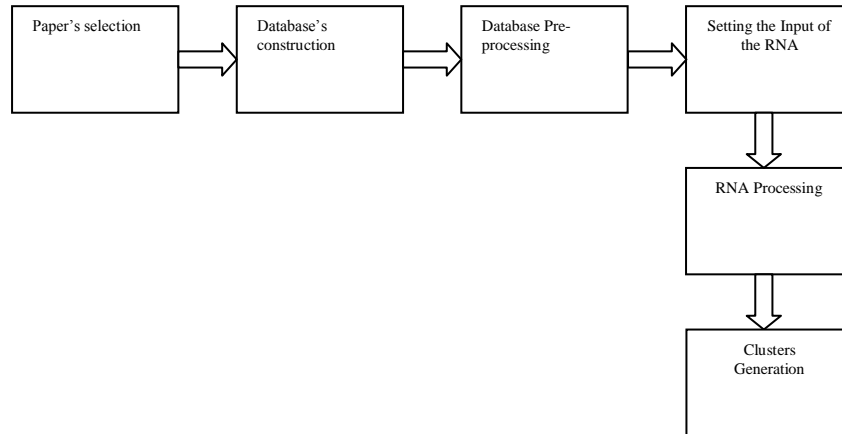 Paper's selection
Database's
construction
Database Pre-
processing
Setting the Input of
the RNA
RNA Processing
Clusters
Generation